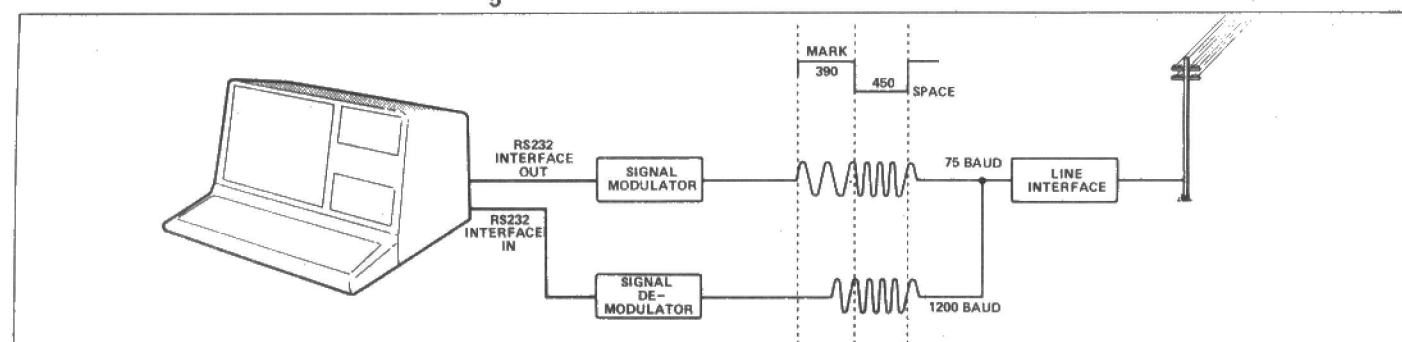 MARK
390
450
SPACE
RS232
INTERFACE
OUT
SIGNAL
MODULATOR
75 BAUD
LINE
INTERFACE
RS232
INTERFACE
IN
SIGNAL
DE-
MODULATOR
1200 BAUD